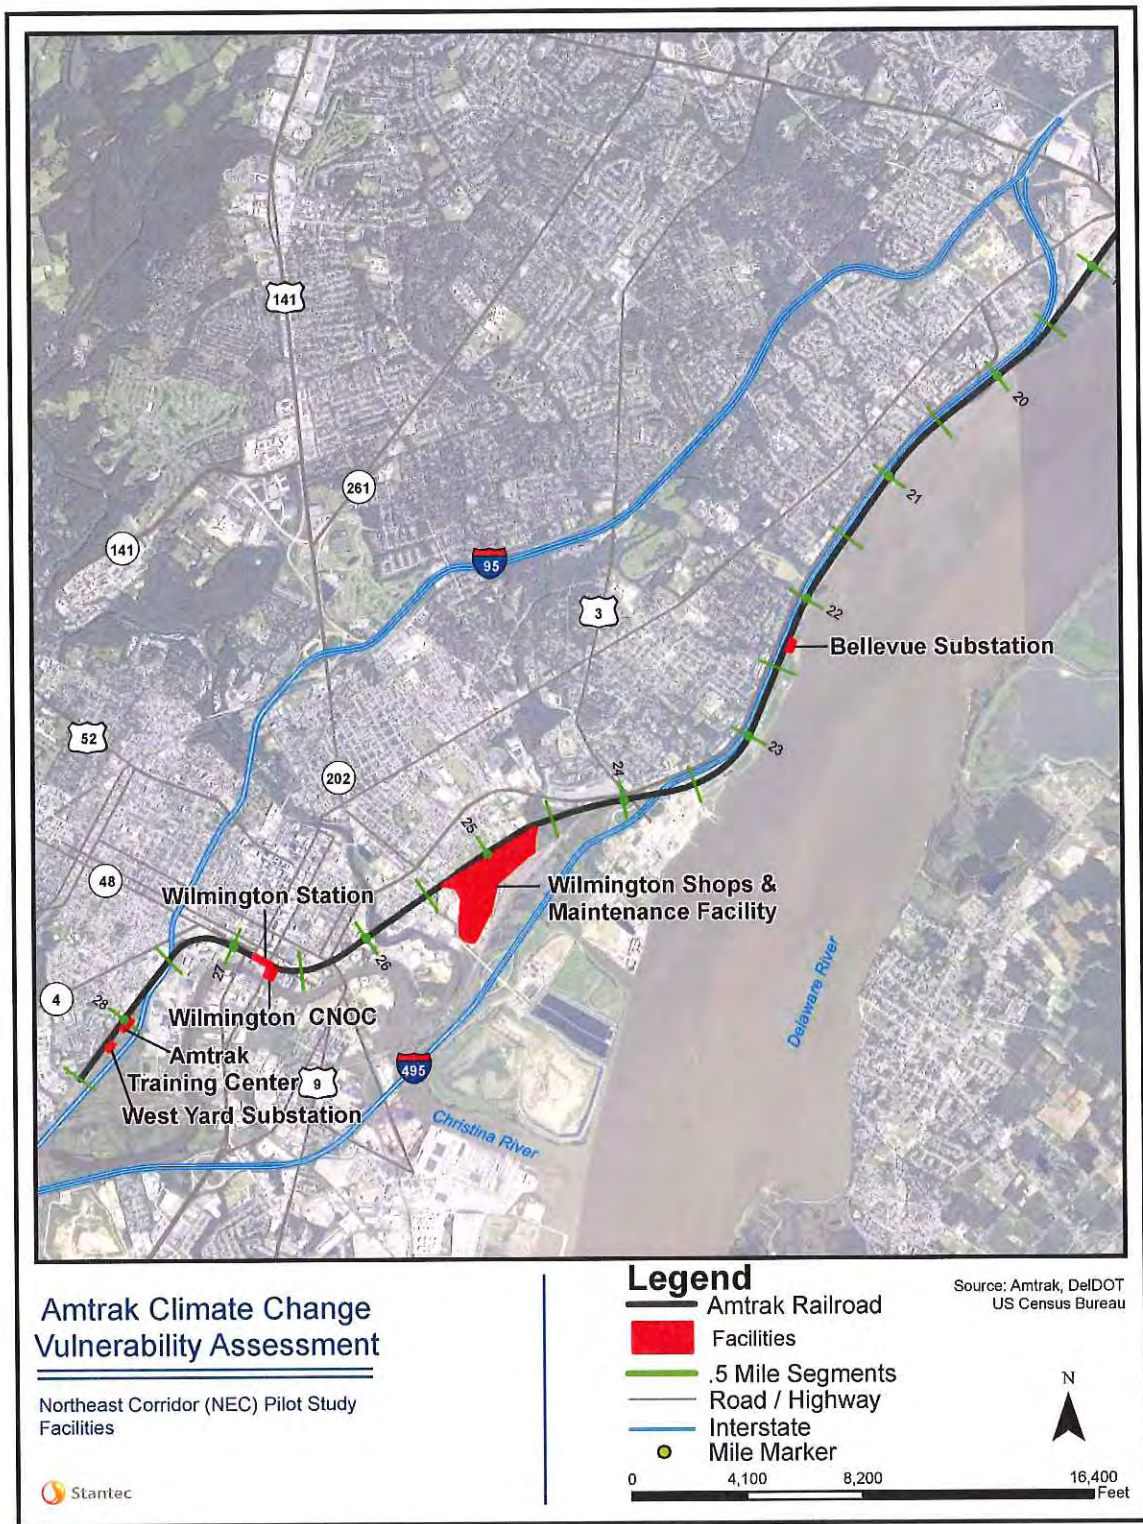 141
261
141
95
3
20
21
22
Bellevue Substation
52
23
202
24
25
48
Wilmington Station
Wilmington Shops &
Maintenance Facility
26
27
4
28
Wilmington CNOC
Amtrak
Training Center
9
495
West Yard Substation
Christina River
Delaware River
Amtrak Climate Change
Vulnerability Assessment
Northeast Corridor (NEC) Pilot Study
Facilities
Stantec
Legend
Amtrak Railroad
Facilities
.5 Mile Segments
Road / Highway
Interstate
Mile Marker
Source: Amtrak, DelDOT
US Census Bureau
N
0 4,100 8,200 16,400
Feet